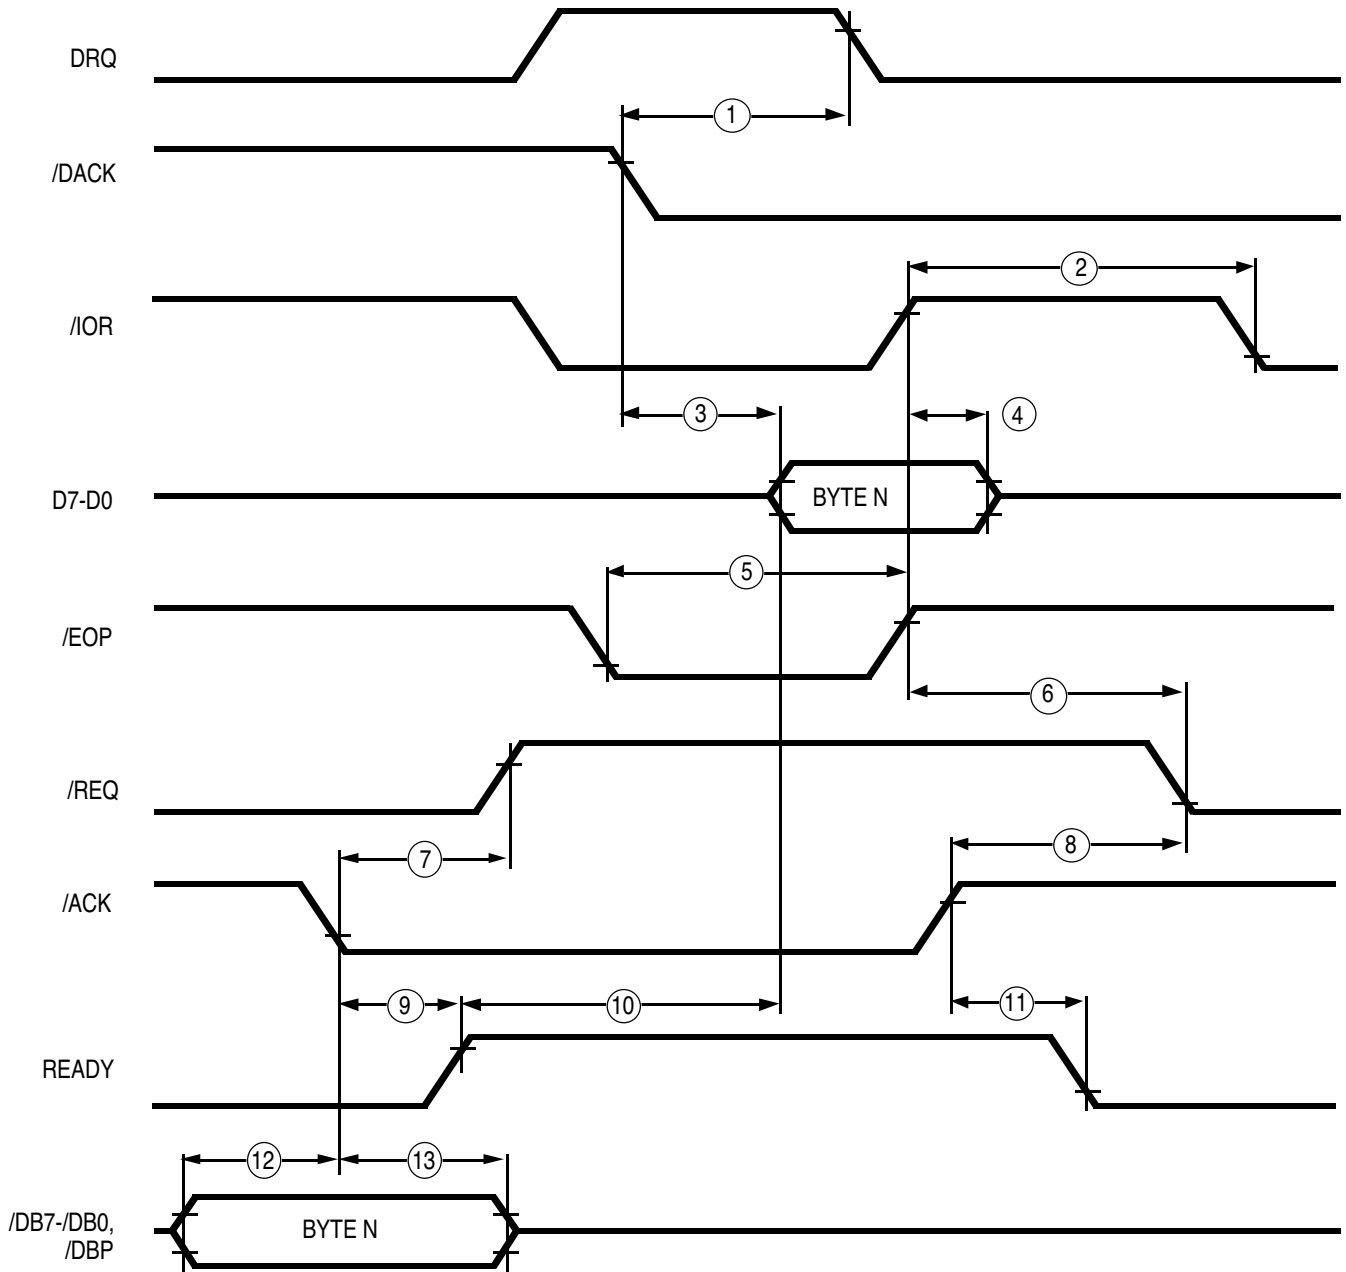 DRQ
1
/DACK
2
/IOR
3
4
D7-D0
BYTE N
5
/EOP
6
/REQ
7
8
/ACK
9
10
11
READY
12
13
/DB7-/DB0,
/DBP
BYTE N